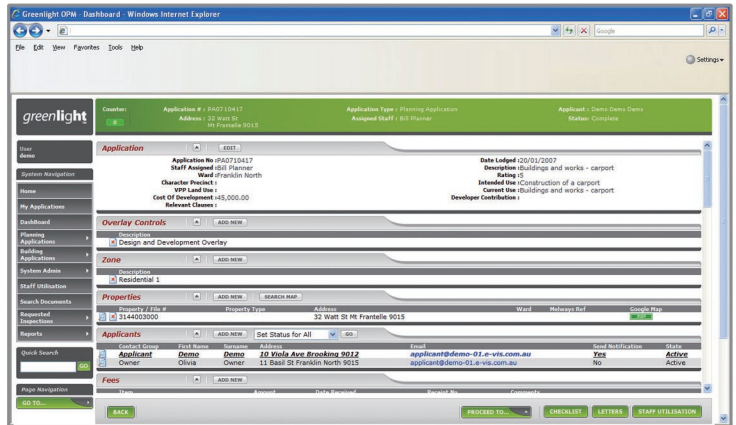 Greenlight OPM - Dashboard - Windows Internet Explorer
Google
File Edit View Favorites Tools Help
Settings
greenlight
Counter:
Application # : PA0710417
Application Type : Planning Application
Applicant : Demo Demo Demo
Address : 32 Watt St
Assigned Staff : Bill Planner
Status: Complete
Mt Frantelle 9015
User
demo
System Navigation
Home
My Applications
DashBoard
Planning Applications
Building Applications
System Admin
Staff Utilisation
Search Documents
Requested Inspections
Reports
Quick Search
GO
Page Navigation
GO TO...
Application EDIT
Application No :PA0710417
Date Lodged :20/01/2007
Staff Assigned :Bill Planner
Description :Buildings and works - carport
Ward :Franklin North
Rating :5
Character Precinct :
Intended Use :Construction of a carport
VPP Land Use :
Current Use :Buildings and works - carport
Cost Of Development :45,000.00
Developer Contribution :
Relevant Clauses :
Overlay Controls ADD NEW
Description
Design and Development Overlay
Zone ADD NEW
Description
Residential 1
Properties ADD NEW SEARCH MAP
Property / File # Property Type Address Ward Melways Ref Google Map
3144003000 32 Watt St Mt Frantelle 9015
Applicants ADD NEW Set Status for All GO
Contact Group First Name Surname Address Email Send Notification State
Applicant Demo Demo 10 Viola Ave Brooking 9012 applicant@demo-01.e-vis.com.au Yes Active
Owner Olivia Owner 11 Basil St Franklin North 9015 applicant@demo-01.e-vis.com.au No Active
Fees ADD NEW
Item Amount Date Received Receipt No Comments
BACK PROCEED TO... CHECKLIST LETTERS STAFF UTILISATION